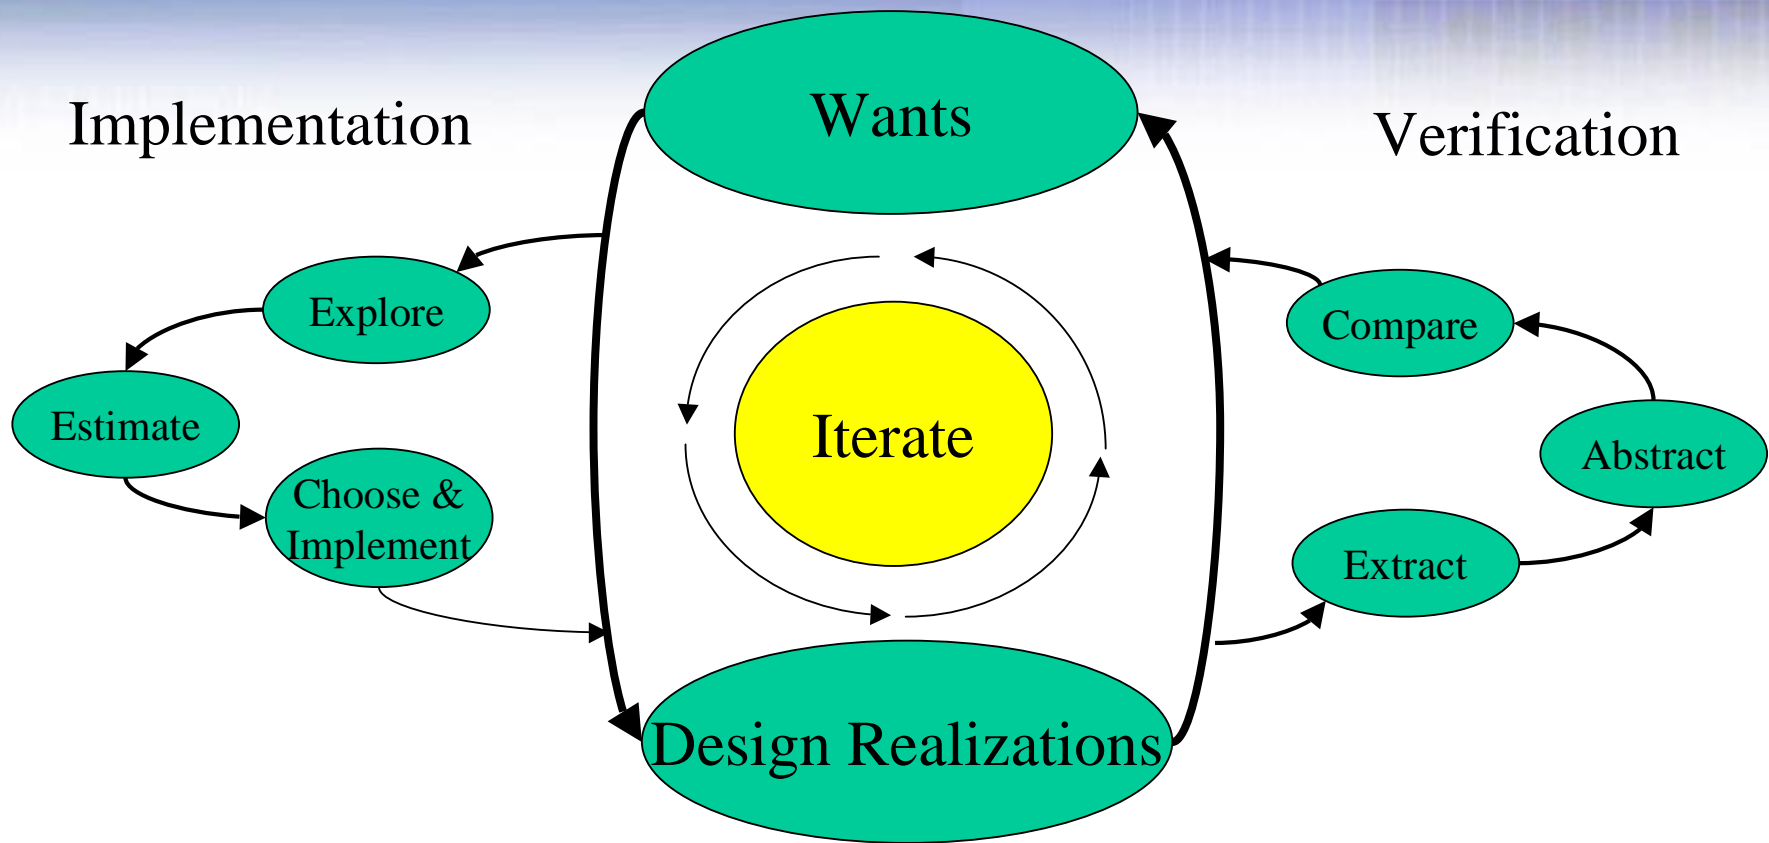 Wants
Implementation
Verification
Explore
Compare
Estimate
Iterate
Abstract
Choose &
Implement
Extract
Design Realizations